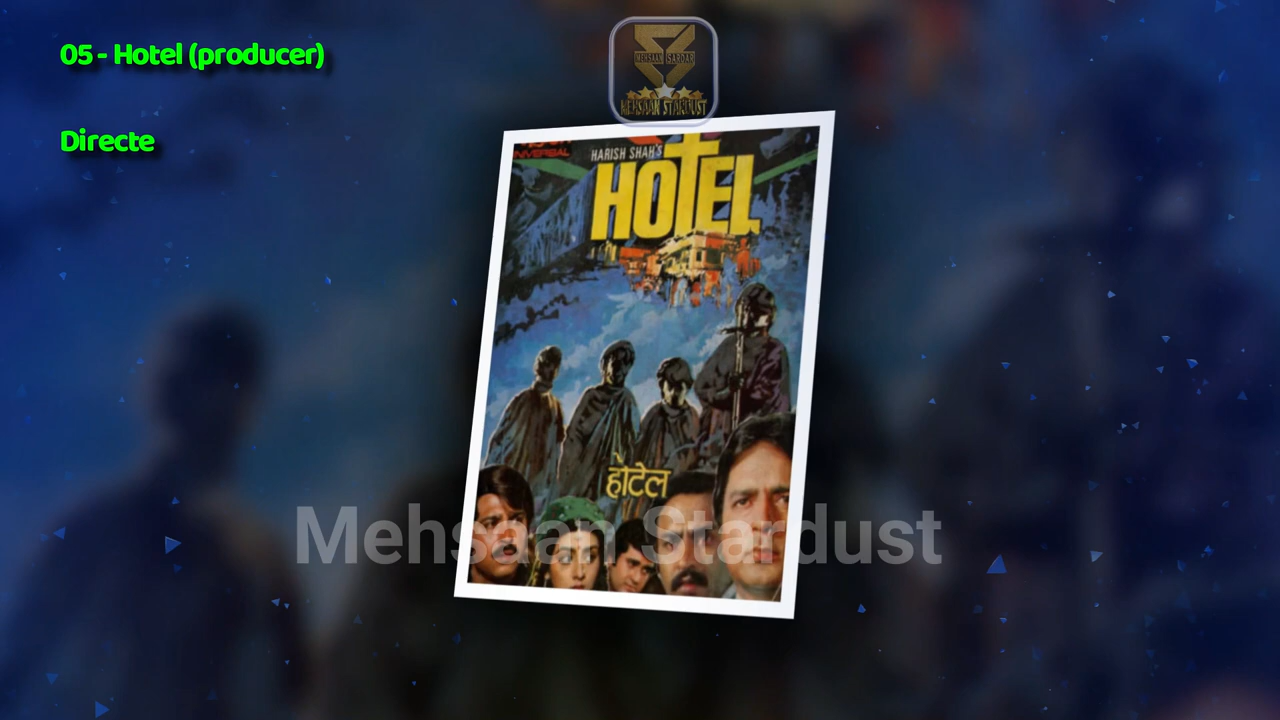 05 - Hotel (producer)
Directe
MEHSAAN SARDAR
MEHSAAN STARDUST
HARISH SHAH'S
HOTEL
होटेल
Mehsaan Stardust